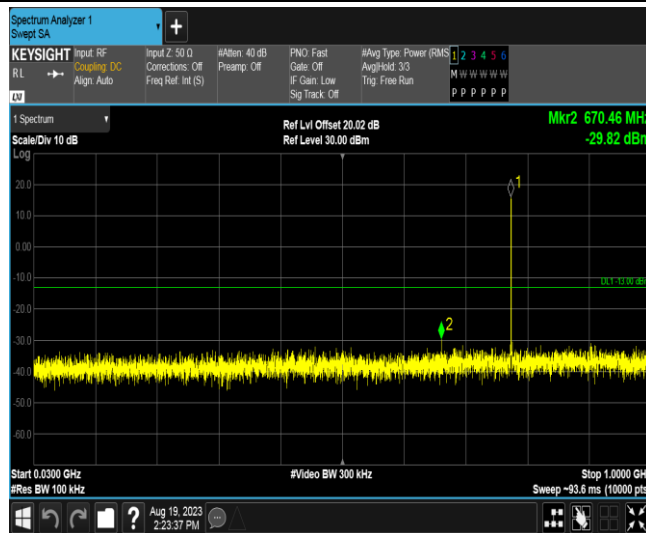 Spectrum Analyzer 1
Swept SA
+
KEYSIGHT
RL
Input: RF
Coupling: DC
Align: Auto
Input Z: 50 Ω
Corrections: Off
Freq Ref: Int (S)
#Atten: 40 dB
Preamp: Off
PNO: Fast
Gate: Off
IF Gain: Low
Sig Track: Off
#Avg Type: Power (RMS
Avg|Hold: 3/3
Trig: Free Run
1 2 3 4 5 6
M W W W W W
P P P P P P
LXI
1 Spectrum
Scale/Div 10 dB
Ref Lvl Offset 20.02 dB
Ref Level 30.00 dBm
Mkr2 670.46 MHz
-29.82 dBm
Log
1
20.0
10.0
0.00
-10.0
DL1 -13.00 dBm
-20.0
2
-30.0
-40.0
-50.0
-60.0
Start 0.0300 GHz
#Res BW 100 kHz
#Video BW 300 kHz
Stop 1.0000 GH
Sweep ~93.6 ms (10000 pts
?
Aug 19, 2023
2:23:37 PM